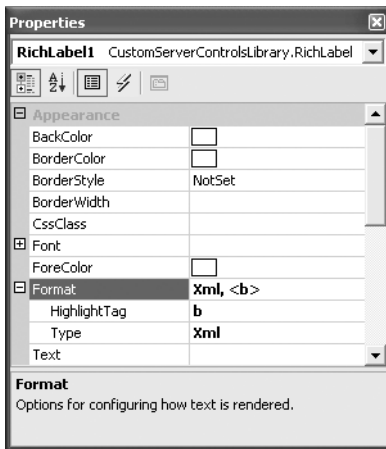 Properties
RichLabel1 CustomServerControlsLibrary.RichLabel
Appearance
BackColor
BorderColor
BorderStyle NotSet
BorderWidth
CssClass
Font
ForeColor
Format Xml, <b>
HighlightTag b
Type Xml
Text
Format
Options for configuring how text is rendered.